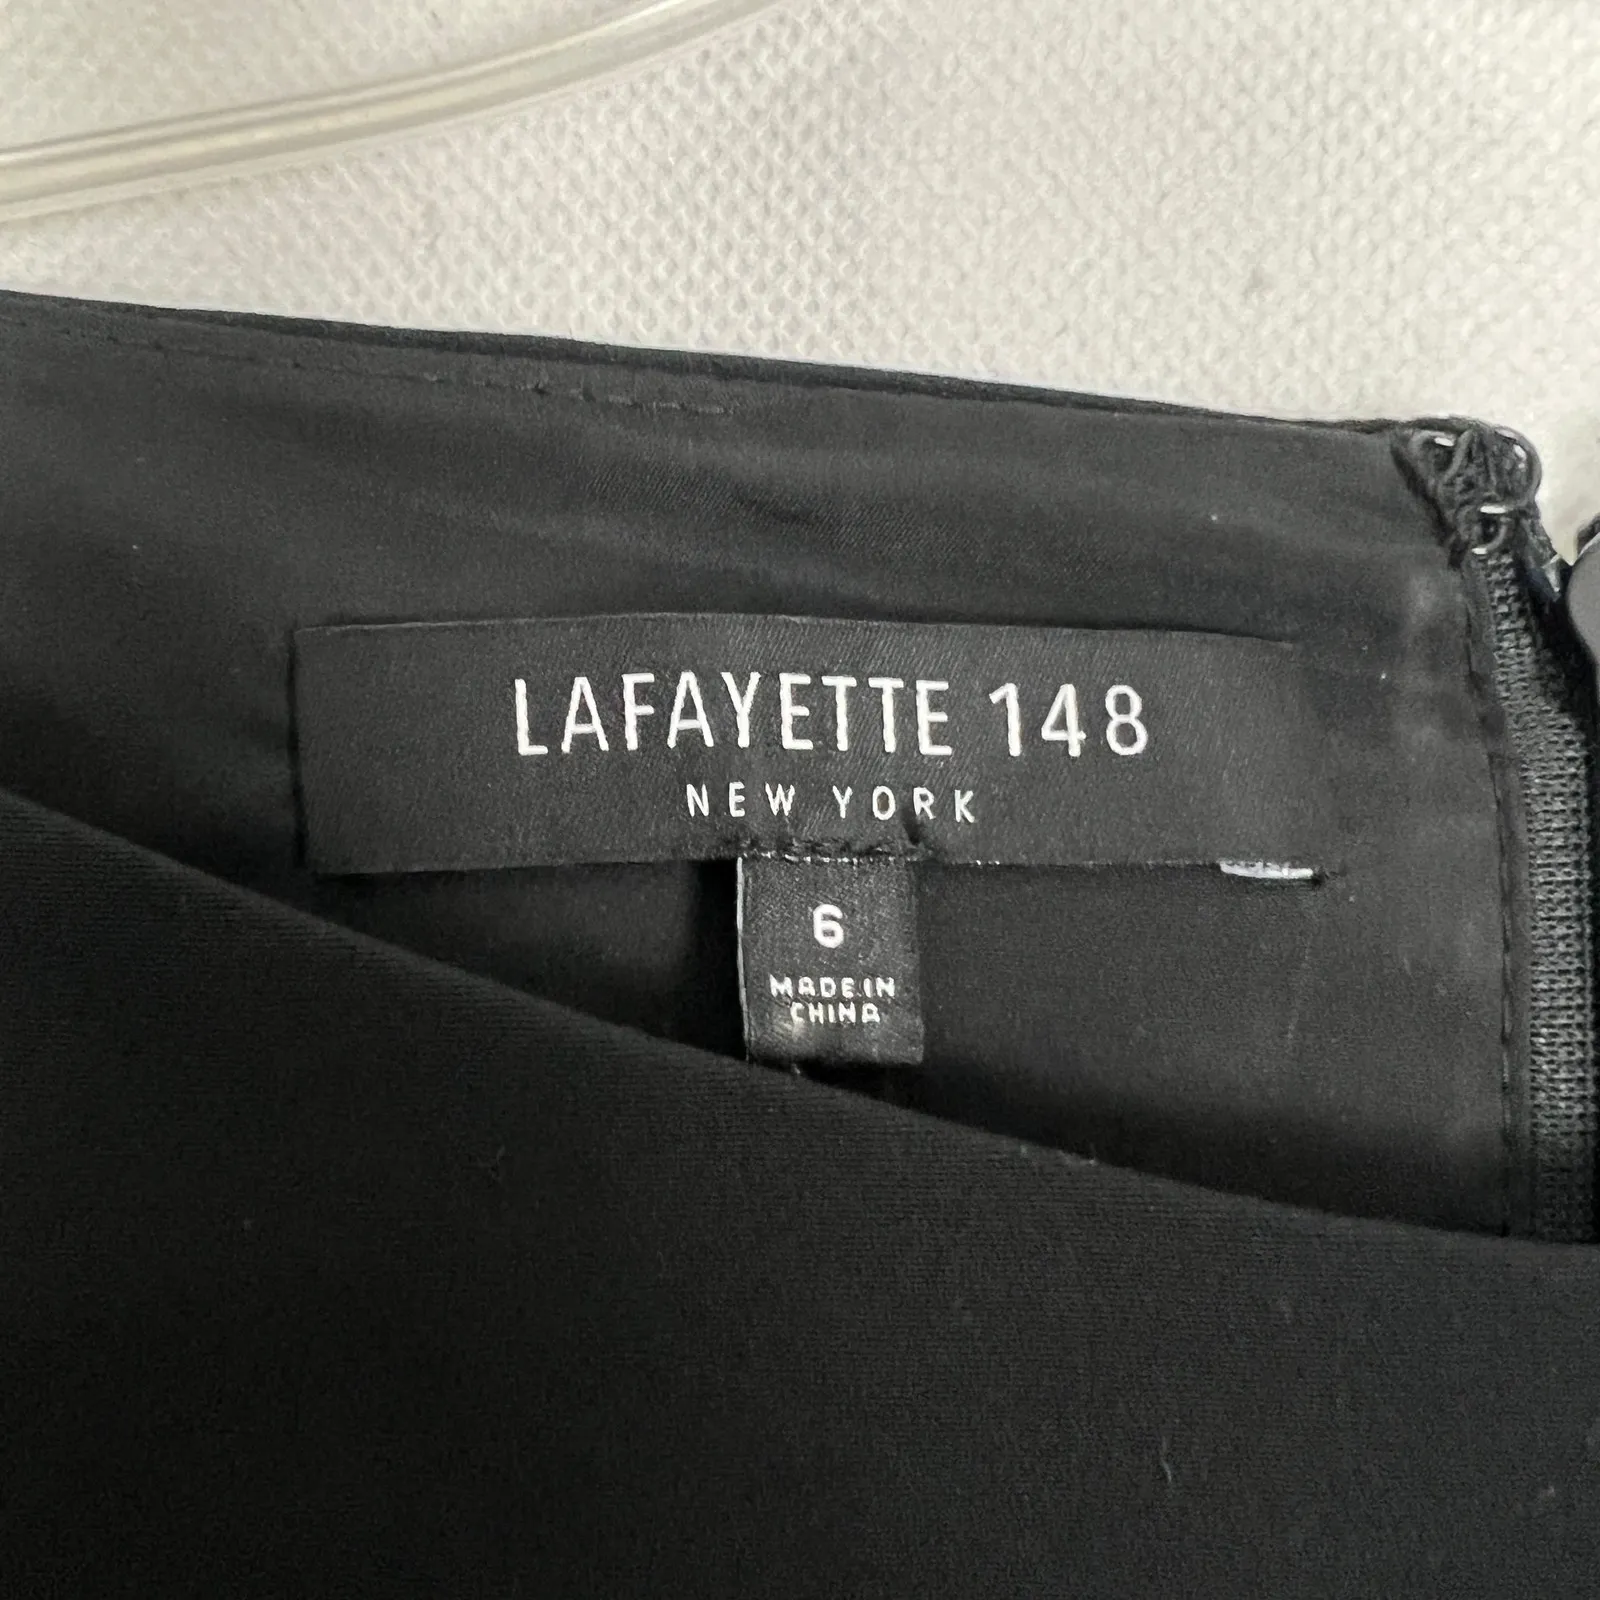 LAFAYETTE 148
NEW YORK
6
MADE IN
CHINA